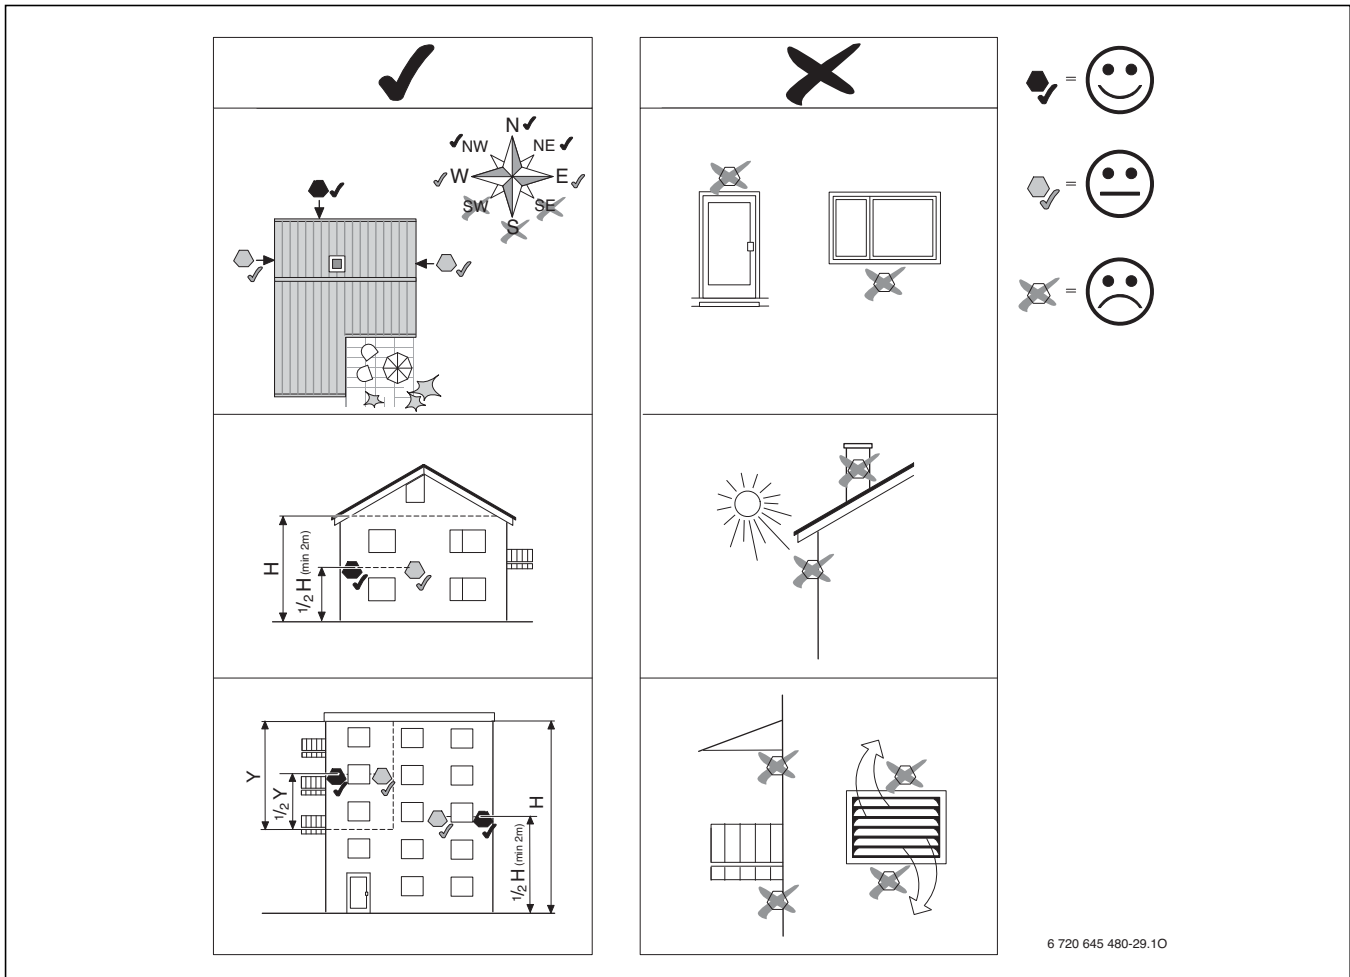 N
NW
NE
W
E
SW
SE
S
=
=
=
H
1/2 H (min 2m)
Y
1/2 Y
H
1/2 H (min 2m)
6 720 645 480-29.1O